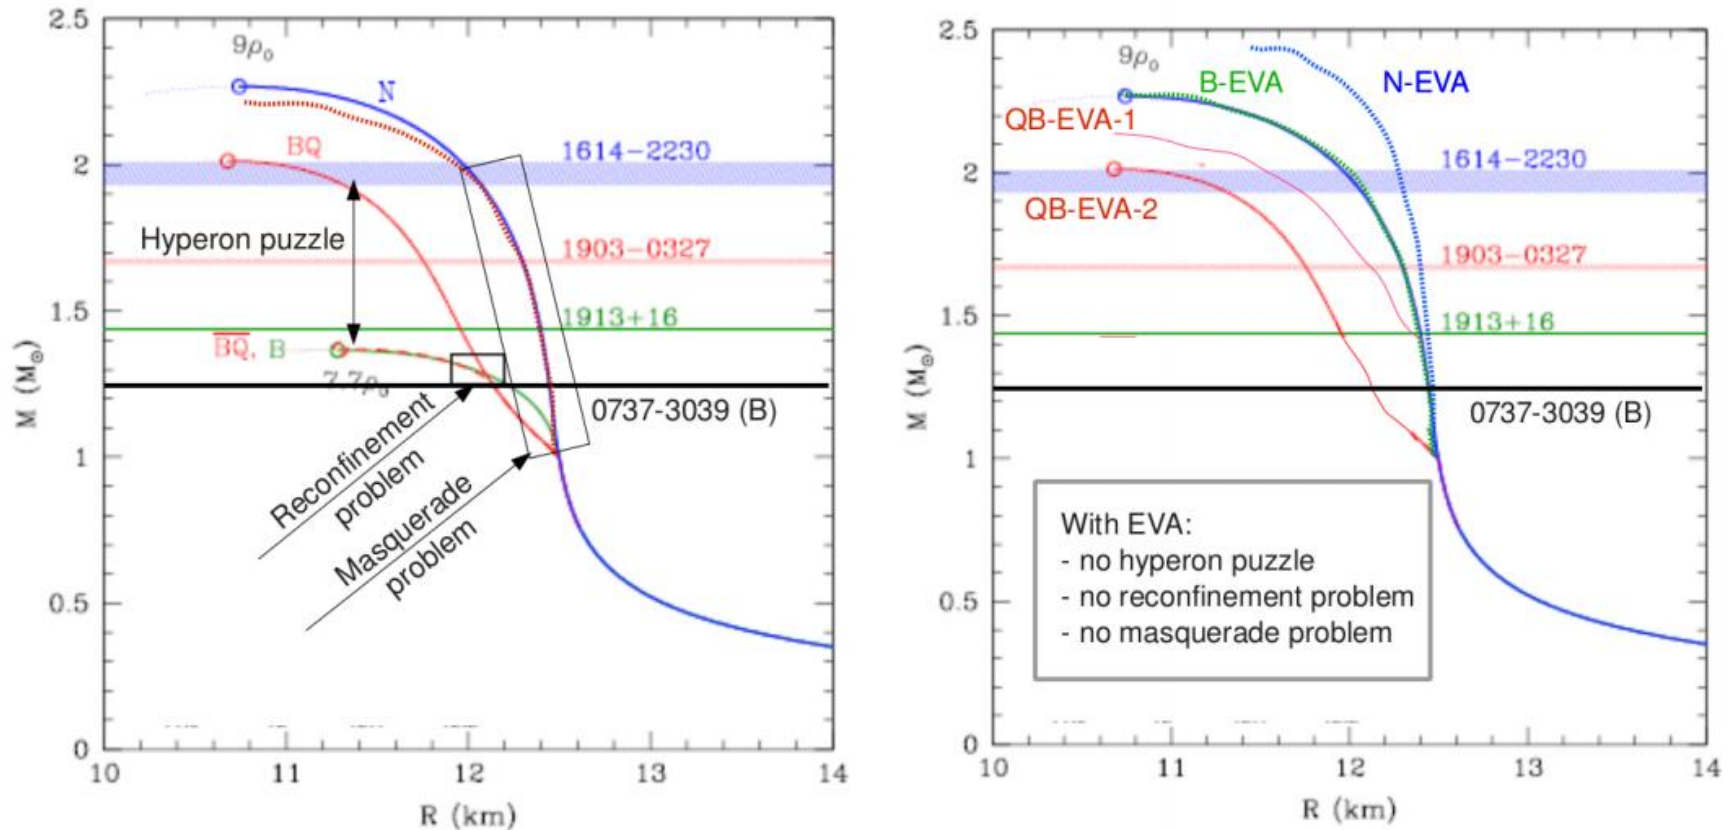 2.5
9ρ₀
N
BQ
2
1614−2230
Hyperon puzzle
1903−0327
1.5
1913+16
BQ, B
7.7ρ₀
0737-3039 (B)
M (M⊙)
1
Reconfinement
problem
Masquerade
problem
0.5
0
10 11 12 13 14
R (km)
2.5
9ρ₀
B-EVA
N-EVA
QB-EVA-1
2
1614−2230
QB-EVA-2
1903−0327
1.5
1913+16
0737-3039 (B)
M (M⊙)
1
With EVA:
- no hyperon puzzle
- no reconfinement problem
- no masquerade problem
0.5
0
10 11 12 13 14
R (km)